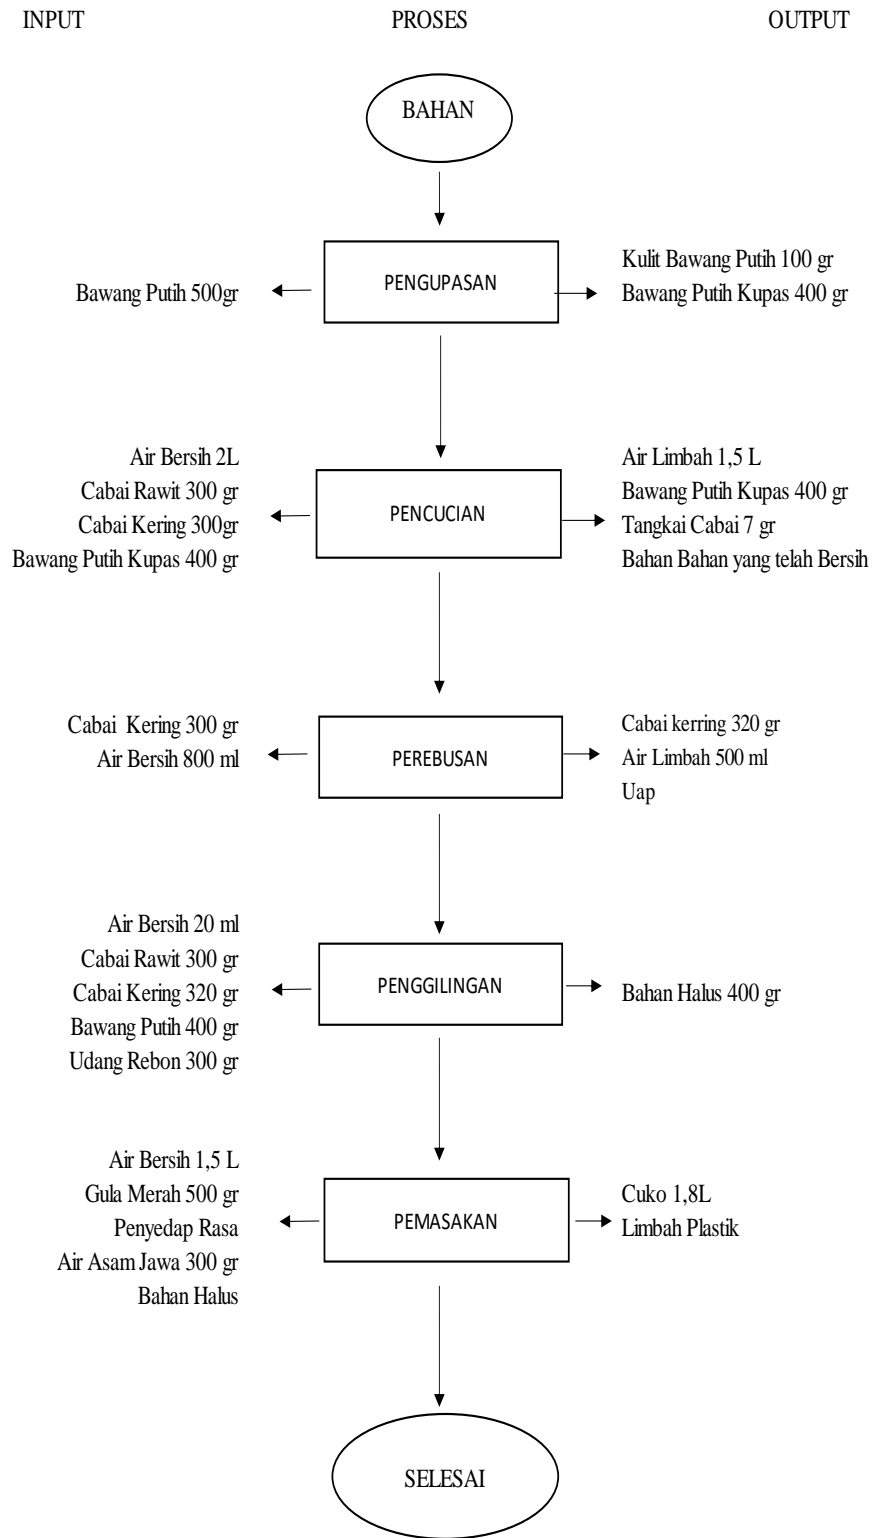 INPUT
PROSES
OUTPUT
BAHAN
Bawang Putih 500gr
PENGUPASAN
Kulit Bawang Putih 100 gr
Bawang Putih Kupas 400 gr
Air Bersih 2L
Cabai Rawit 300 gr
Cabai Kering 300gr
Bawang Putih Kupas 400 gr
PENCUCIAN
Air Limbah 1,5 L
Bawang Putih Kupas 400 gr
Tangkai Cabai 7 gr
Bahan Bahan yang telah Bersih
Cabai Kering 300 gr
Air Bersih 800 ml
PEREBUSAN
Cabai kerring 320 gr
Air Limbah 500 ml
Uap
Air Bersih 20 ml
Cabai Rawit 300 gr
Cabai Kering 320 gr
Bawang Putih 400 gr
Udang Rebon 300 gr
PENGGILINGAN
Bahan Halus 400 gr
Air Bersih 1,5 L
Gula Merah 500 gr
Penyedap Rasa
Air Asam Jawa 300 gr
Bahan Halus
PEMASAKAN
Cuko 1,8L
Limbah Plastik
SELESAI